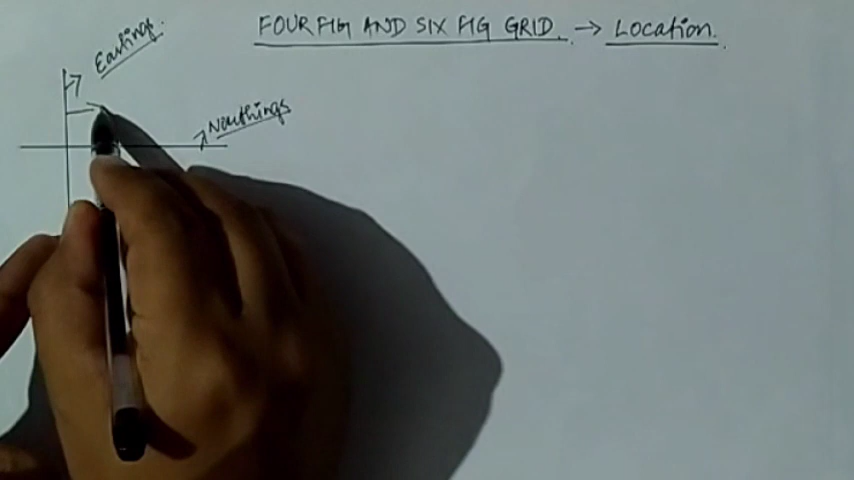 FOUR FIG AND SIX FIG GRID. → Location.
Eastings.
Northings